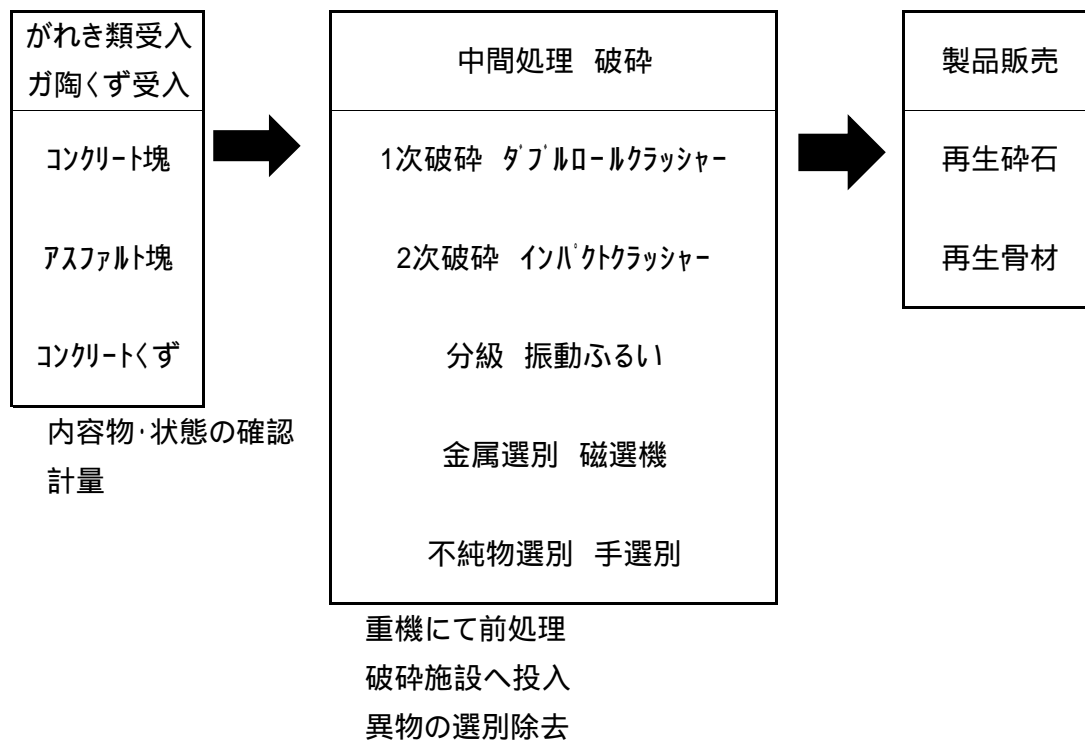 がれき類受入
ガ陶くず受入
コンクリート塊
アスファルト塊
コンクリートくず
内容物・状態の確認
計量
中間処理 破砕
1次破砕 ﾀﾞﾌﾞﾙﾛｰﾙｸﾗｯｼｬｰ
2次破砕 ｲﾝﾊﾟｸﾄｸﾗｯｼｬｰ
分級 振動ふるい
金属選別 磁選機
不純物選別 手選別
重機にて前処理
破砕施設へ投入
異物の選別除去
製品販売
再生砕石
再生骨材